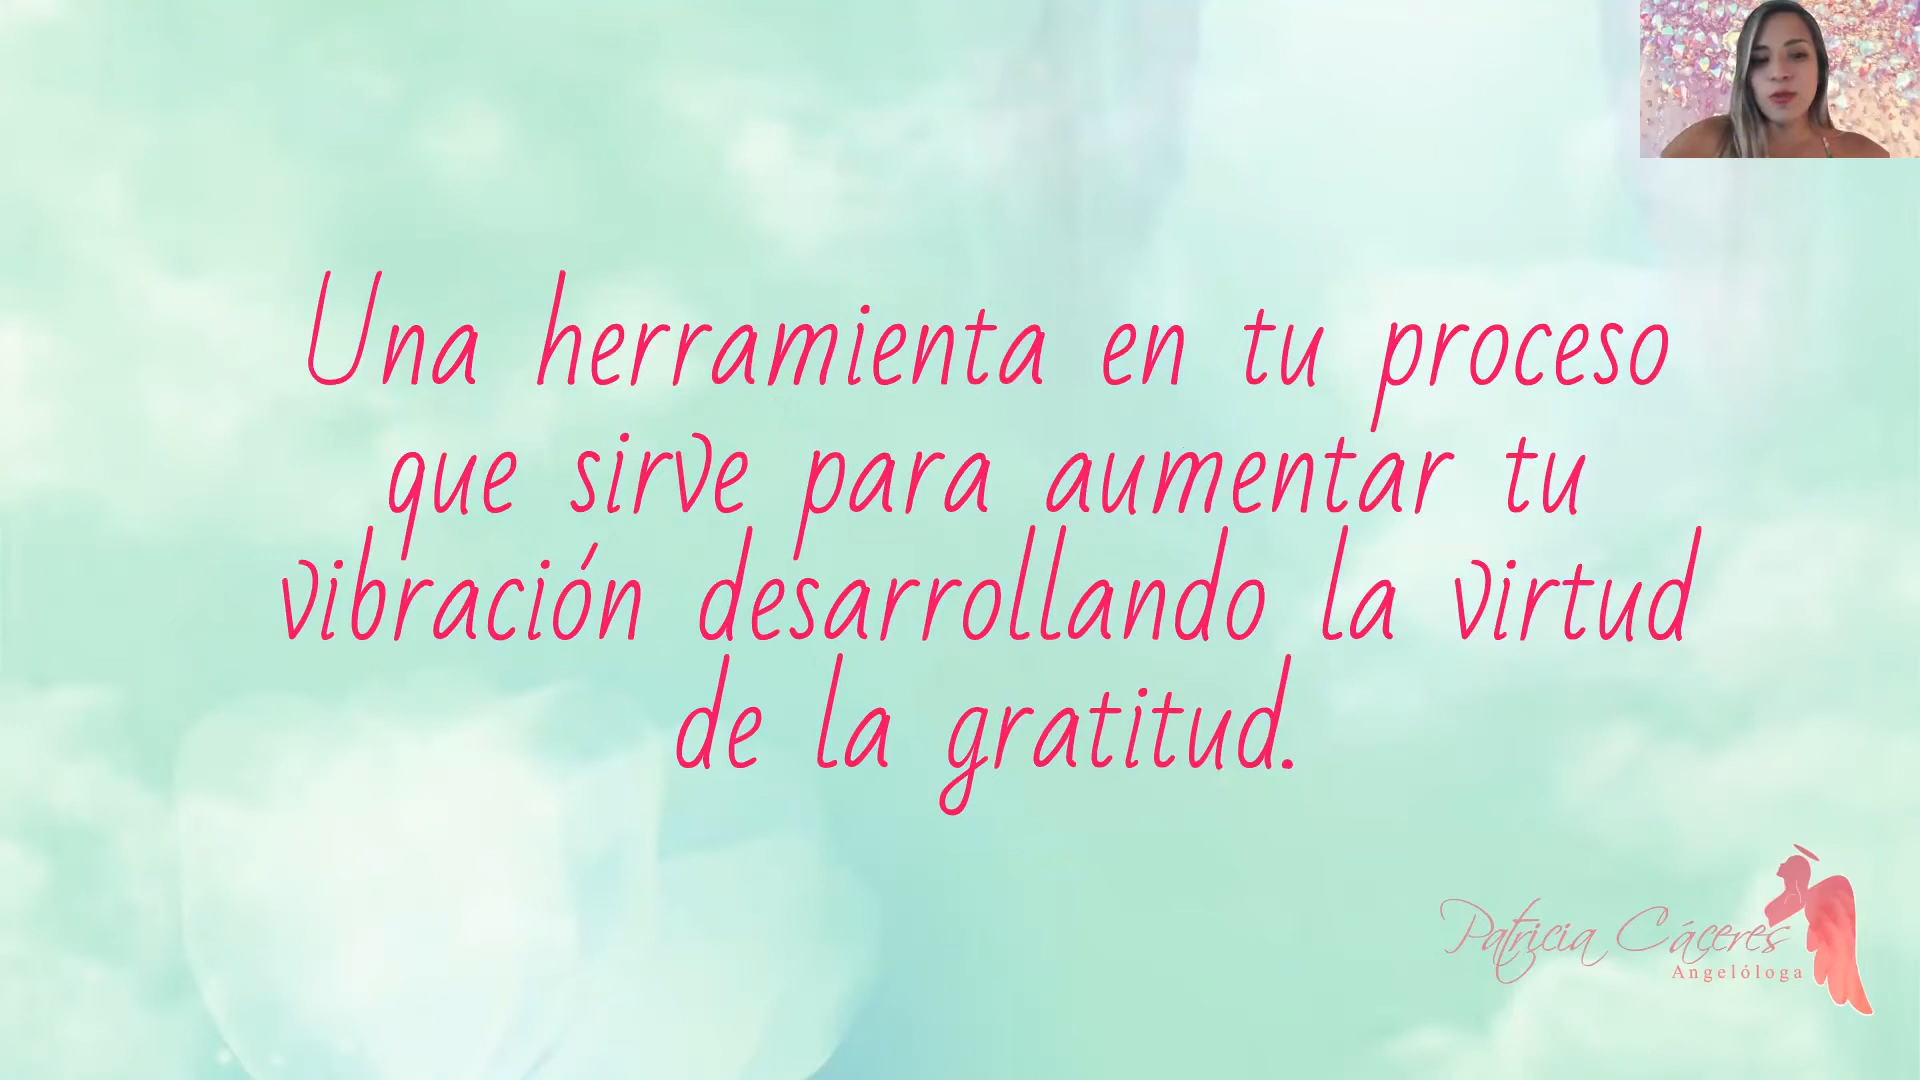 Una herramienta en tu proceso
que sirve para aumentar tu
vibración desarrollando la virtud
de la gratitud.
Patricia Cáceres
Angelóloga